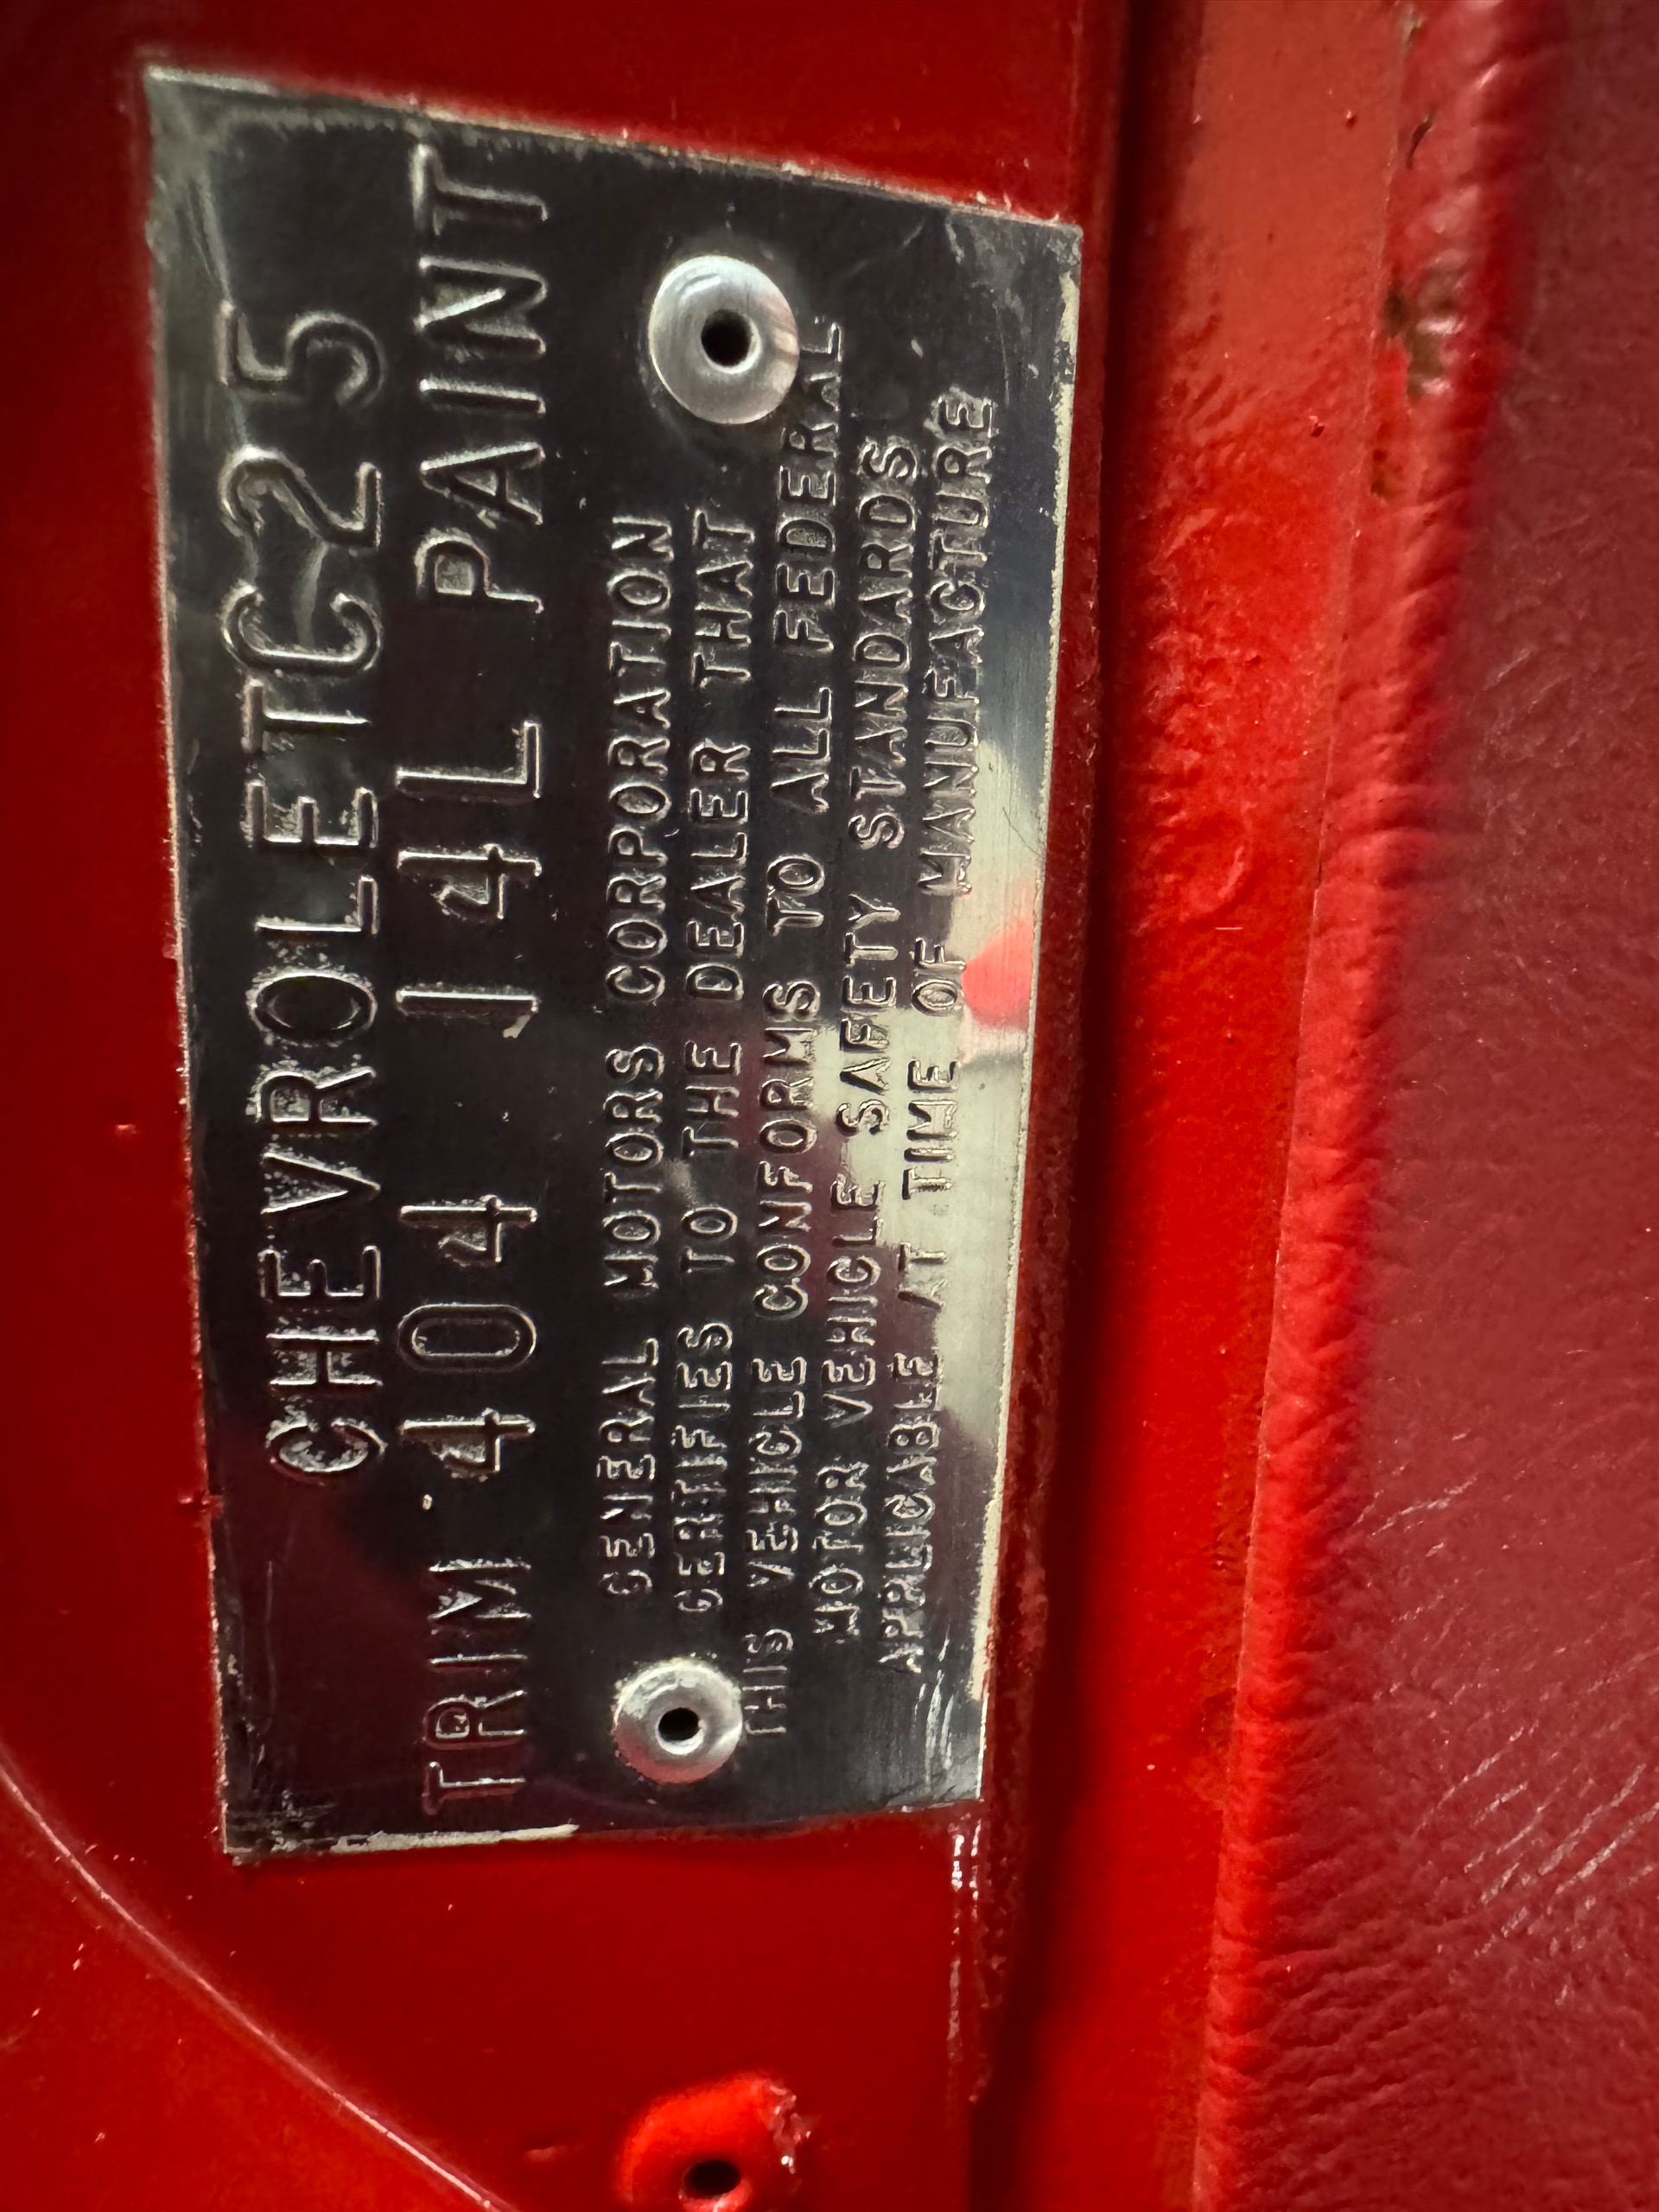 CHEVROLET C25
TRIM 404 14L PAINT
GENERAL MOTORS CORPORATION
CERTIFIES TO THE DEALER THAT
THIS VEHICLE CONFORMS TO ALL FEDERAL
MOTOR VEHICLE SAFETY STANDARDS
APPLICABLE AT TIME OF MANUFACTURE